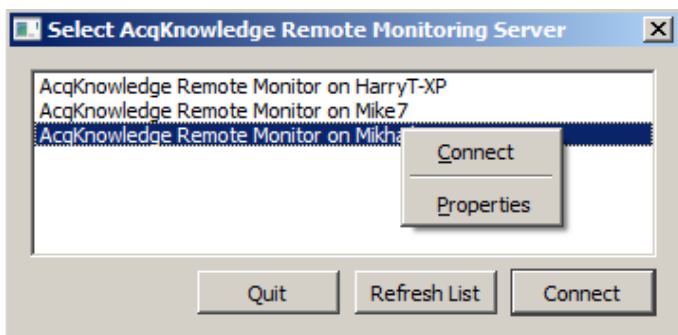 Select AcqKnowledge Remote Monitoring Server
AcqKnowledge Remote Monitor on HarryT-XP
AcqKnowledge Remote Monitor on Mike7
AcqKnowledge Remote Monitor on
Connect
Properties
Quit
Refresh List
Connect